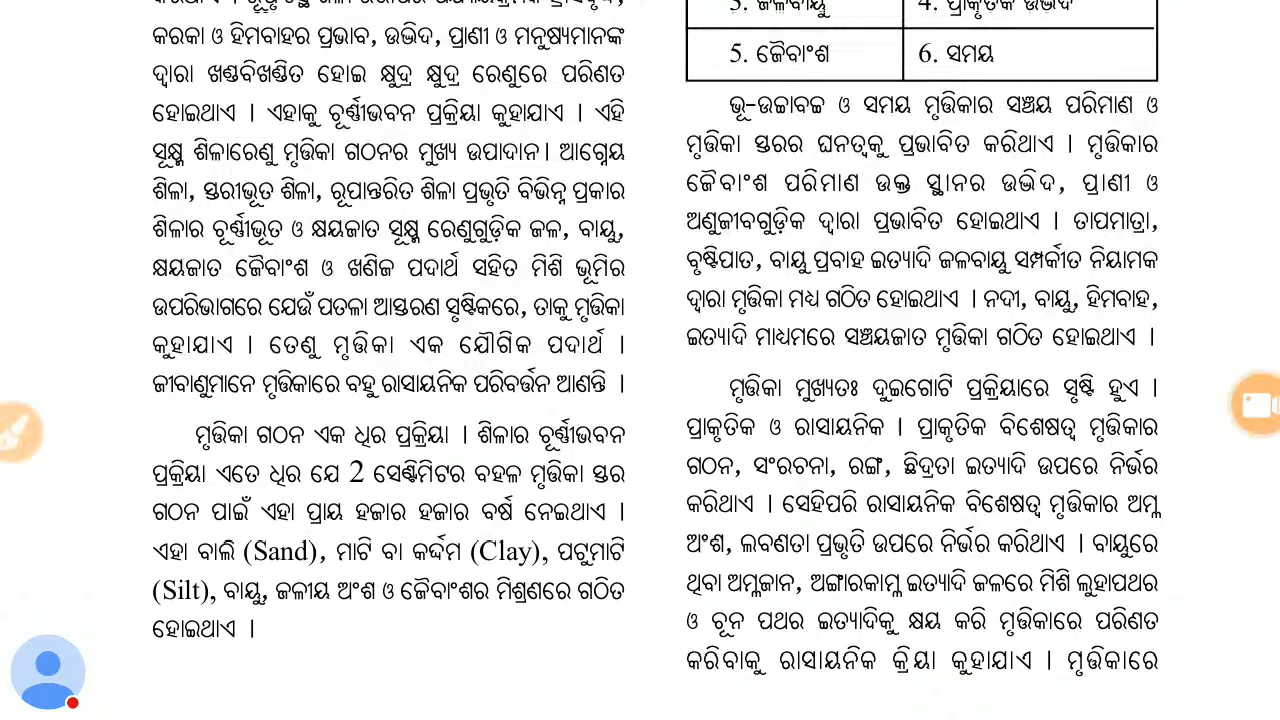 କରକା ଓ ହିମବାହର ପ୍ରଭାବ, ଉଦ୍ଭିଦ, ପ୍ରାଣୀ ଓ ମନୁଷ୍ୟମାନଙ୍କ
ଦ୍ୱାରା ଖଣ୍ଡବିଖଣ୍ଡିତ ହୋଇ କ୍ଷୁଦ୍ର କ୍ଷୁଦ୍ର ରେଣୁରେ ପରିଣତ
ହୋଇଥାଏ । ଏହାକୁ ଚୂର୍ଣ୍ଣୀଭବନ ପ୍ରକ୍ରିୟା କୁହାଯାଏ । ଏହି
ସୂକ୍ଷ୍ମ ଶିଳାରେଣୁ ମୃତ୍ତିକା ଗଠନର ମୁଖ୍ୟ ଉପାଦାନ। ଆଗ୍ନେୟ
ଶିଳା, ସ୍ତରୀଭୂତ ଶିଳା, ରୂପାନ୍ତରିତ ଶିଳା ପ୍ରଭୃତି ବିଭିନ୍ନ ପ୍ରକାର
ଶିଳାର ଚୂର୍ଣ୍ଣୀଭୂତ ଓ କ୍ଷୟଜାତ ସୂକ୍ଷ୍ମ ରେଣୁଗୁଡ଼ିକ ଜଳ, ବାୟୁ,
କ୍ଷୟଜାତ ଜୈବାଂଶ ଓ ଖଣିଜ ପଦାର୍ଥ ସହିତ ମିଶି ଭୂମିର
ଉପରିଭାଗରେ ଯେଉଁ ପତଳା ଆସ୍ତରଣ ସୃଷ୍ଟିକରେ, ତାକୁ ମୃତ୍ତିକା
କୁହାଯାଏ । ତେଣୁ ମୃତ୍ତିକା ଏକ ଯୌଗିକ ପଦାର୍ଥ ।
ଜୀବାଣୁମାନେ ମୃତ୍ତିକାରେ ବହୁ ରାସାୟନିକ ପରିବର୍ତ୍ତନ ଆଣନ୍ତି ।
ମୃତ୍ତିକା ଗଠନ ଏକ ଧିର ପ୍ରକ୍ରିୟା । ଶିଳାର ଚୂର୍ଣ୍ଣୀଭବନ
ପ୍ରକ୍ରିୟା ଏତେ ଧିର ଯେ 2 ସେଣ୍ଟିମିଟର ବହଳ ମୃତ୍ତିକା ସ୍ତର
ଗଠନ ପାଇଁ ଏହା ପ୍ରାୟ ହଜାର ହଜାର ବର୍ଷ ନେଇଥାଏ ।
ଏହା ବାଲି (Sand), ମାଟି ବା କର୍ଦ୍ଦମ (Clay), ପଟୁମାଟି
(Silt), ବାୟୁ, ଜଳୀୟ ଅଂଶ ଓ ଜୈବାଂଶର ମିଶ୍ରଣରେ ଗଠିତ
ହୋଇଥାଏ ।
3. ଜଳବାୟୁ 4. ପ୍ରାକୃତିକ ଉଦ୍ଭିଦ
5. ଜୈବାଂଶ 6. ସମୟ
ଭୂ-ଉଚ୍ଚାବଚ୍ଚ ଓ ସମୟ ମୃତ୍ତିକାର ସଞ୍ଚୟ ପରିମାଣ ଓ
ମୃତ୍ତିକା ସ୍ତରର ଘନତ୍ୱକୁ ପ୍ରଭାବିତ କରିଥାଏ । ମୃତ୍ତିକାର
ଜୈବାଂଶ ପରିମାଣ ଉକ୍ତ ସ୍ଥାନର ଉଦ୍ଭିଦ, ପ୍ରାଣୀ ଓ
ଅଣୁଜୀବଗୁଡ଼ିକ ଦ୍ୱାରା ପ୍ରଭାବିତ ହୋଇଥାଏ । ତାପମାତ୍ରା,
ବୃଷ୍ଟିପାତ, ବାୟୁ ପ୍ରବାହ ଇତ୍ୟାଦି ଜଳବାୟୁ ସମ୍ପର୍କୀତ ନିୟାମକ
ଦ୍ୱାରା ମୃତ୍ତିକା ମଧ୍ୟ ଗଠିତ ହୋଇଥାଏ । ନଦୀ, ବାୟୁ, ହିମବାହ,
ଇତ୍ୟାଦି ମାଧ୍ୟମରେ ସଞ୍ଚୟଜାତ ମୃତ୍ତିକା ଗଠିତ ହୋଇଥାଏ ।
ମୃତ୍ତିକା ମୁଖ୍ୟତଃ ଦୁଇଗୋଟି ପ୍ରକ୍ରିୟାରେ ସୃଷ୍ଟି ହୁଏ ।
ପ୍ରାକୃତିକ ଓ ରାସାୟନିକ । ପ୍ରାକୃତିକ ବିଶେଷତ୍ୱ ମୃତ୍ତିକାର
ଗଠନ, ସଂରଚନା, ରଙ୍ଗ, ଛିଦ୍ରତା ଇତ୍ୟାଦି ଉପରେ ନିର୍ଭର
କରିଥାଏ । ସେହିପରି ରାସାୟନିକ ବିଶେଷତ୍ୱ ମୃତ୍ତିକାର ଅମ୍ଳ
ଅଂଶ, ଲବଣତା ପ୍ରଭୃତି ଉପରେ ନିର୍ଭର କରିଥାଏ । ବାୟୁରେ
ଥିବା ଅମ୍ଳଜାନ, ଅଙ୍ଗାରକାମ୍ଳ ଇତ୍ୟାଦି ଜଳରେ ମିଶି ଲୁହାପଥର
ଓ ଚୂନ ପଥର ଇତ୍ୟାଦିକୁ କ୍ଷୟ କରି ମୃତ୍ତିକାରେ ପରିଣତ
କରିବାକୁ ରାସାୟନିକ କ୍ରିୟା କୁହାଯାଏ । ମୃତ୍ତିକାରେ